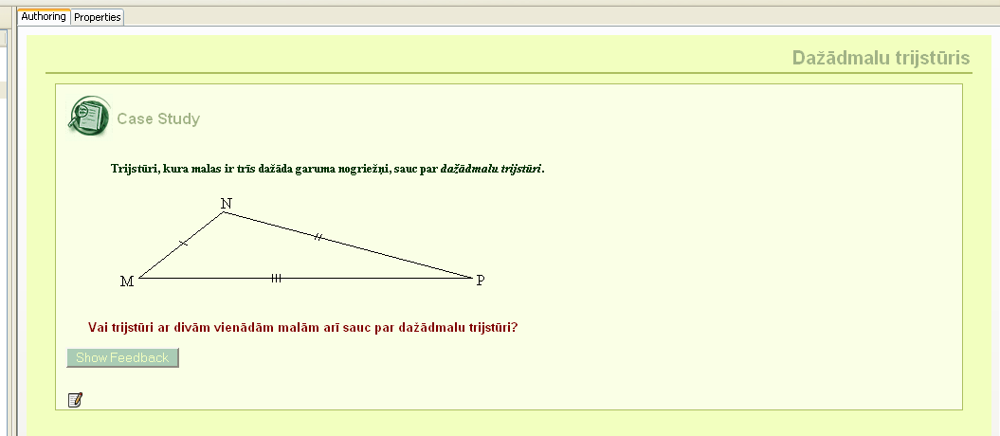 Authoring Properties
Dažādmalu trijstūris
Case Study
Trijstūri, kura malas ir trīs dažāda garuma nogriežņi, sauc par dažādmalu trijstūri.
N
M
P
Vai trijstūri ar divām vienādām malām arī sauc par dažādmalu trijstūri?
Show Feedback